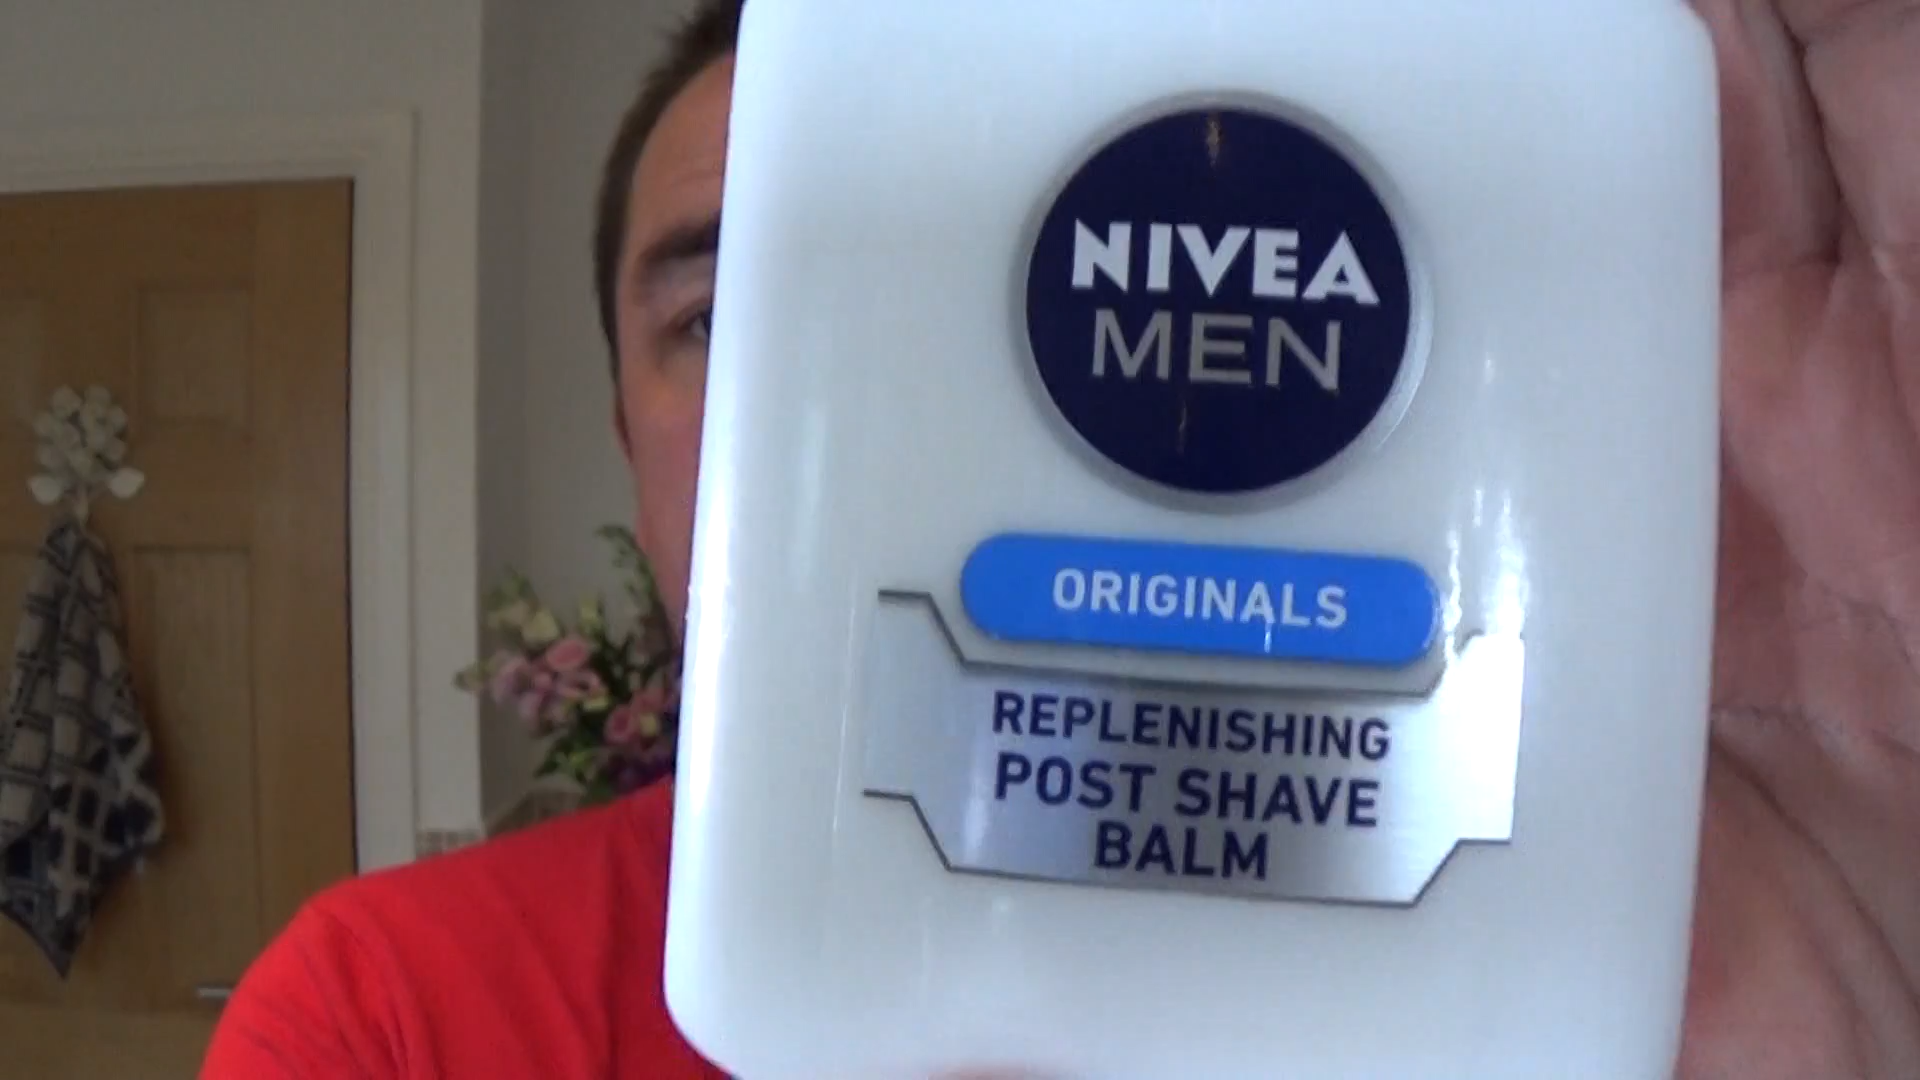 NIVEA
MEN
ORIGINALS
REPLENISHING
POST SHAVE
BALM